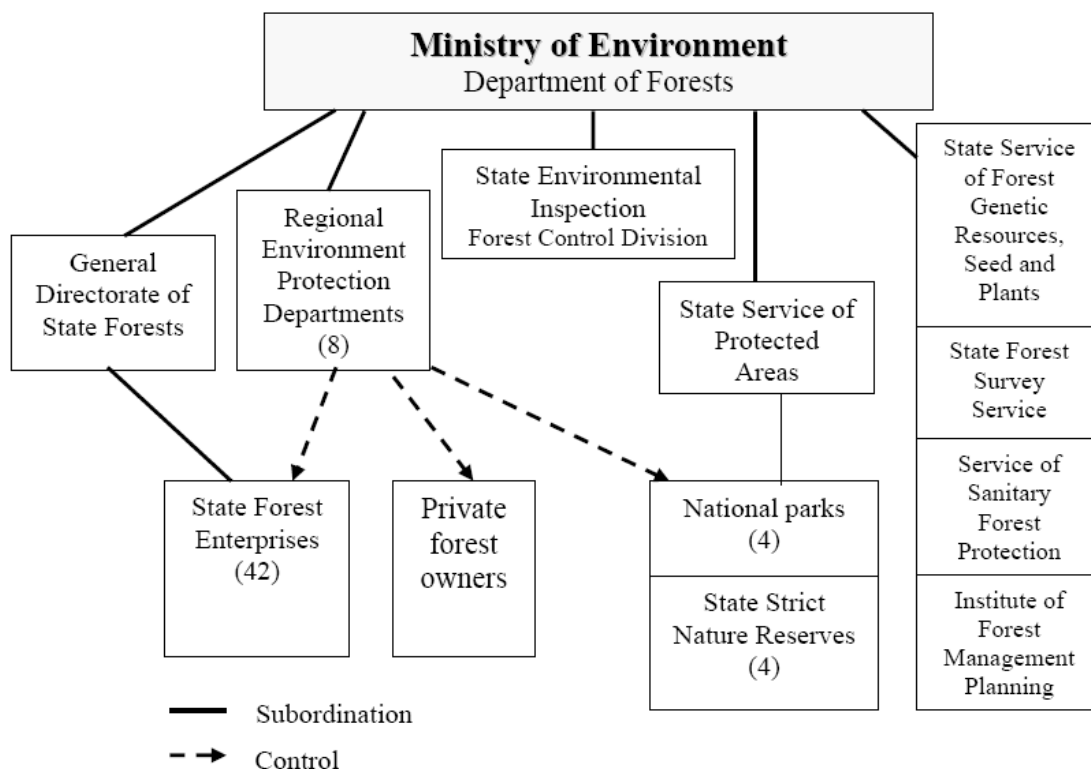 Ministry of Environment
Department of Forests
General
Directorate of
State Forests
Regional
Environment
Protection
Departments
(8)
State Environmental
Inspection
Forest Control Division
State Service of
Protected
Areas
State Service
of Forest
Genetic
Resources,
Seed and
Plants
State Forest
Survey
Service
Service of
Sanitary
Forest
Protection
Institute of
Forest
Management
Planning
State Forest
Enterprises
(42)
Private
forest
owners
National parks
(4)
State Strict
Nature Reserves
(4)
Subordination
Control